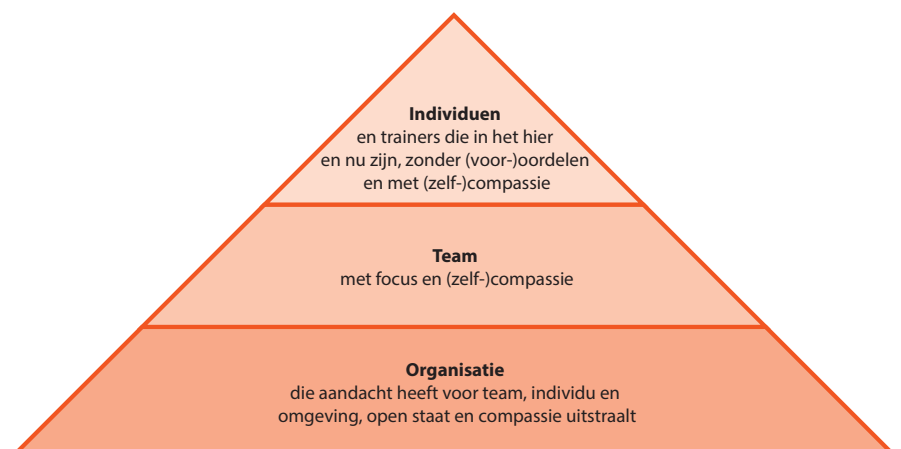 Individuen
en trainers die in het hier
en nu zijn, zonder (voor-)oordelen
en met (zelf-)compassie
Team
met focus en (zelf-)compassie
Organisatie
die aandacht heeft voor team, individu en
omgeving, open staat en compassie uitstraalt